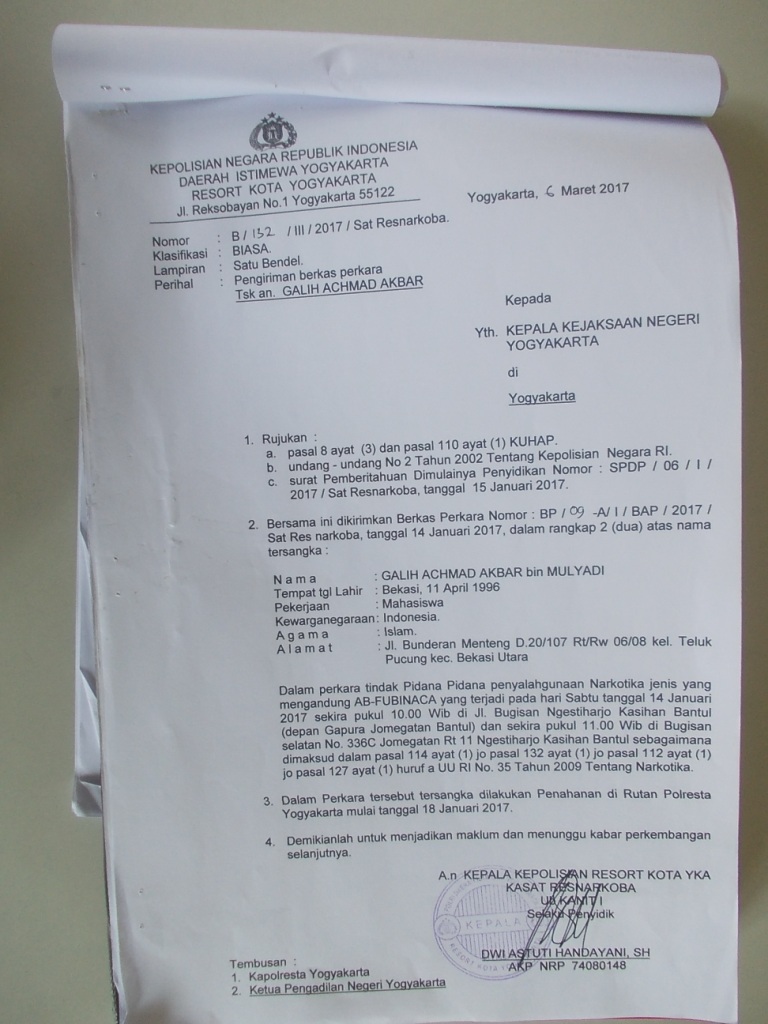 KEPOLISIAN NEGARA REPUBLIK INDONESIA
DAERAH ISTIMEWA YOGYAKARTA
RESORT KOTA YOGYAKARTA
Jl. Reksobayan No.1 Yogyakarta 55122
Yogyakarta, 6 Maret 2017
Nomor : B / 132 / III / 2017 / Sat Resnarkoba.
Klasifikasi : BIASA.
Lampiran : Satu Bendel.
Perihal : Pengiriman berkas perkara
Tsk an. GALIH ACHMAD AKBAR
Kepada
Yth. KEPALA KEJAKSAAN NEGERI
YOGYAKARTA
di
Yogyakarta
1. Rujukan :
a. pasal 8 ayat (3) dan pasal 110 ayat (1) KUHAP.
b. undang - undang No 2 Tahun 2002 Tentang Kepolisian Negara RI.
c. surat Pemberitahuan Dimulainya Penyidikan Nomor : SPDP / 06 / I /
2017 / Sat Resnarkoba, tanggal 15 Januari 2017.
2. Bersama ini dikirimkan Berkas Perkara Nomor : BP / 09 -A/ I / BAP / 2017 /
Sat Res narkoba, tanggal 14 Januari 2017, dalam rangkap 2 (dua) atas nama
tersangka :
N a m a : GALIH ACHMAD AKBAR bin MULYADI
Tempat tgl Lahir : Bekasi, 11 April 1996
Pekerjaan : Mahasiswa
Kewarganegaraan : Indonesia.
A g a m a : Islam.
A l a m a t : Jl. Bunderan Menteng D.20/107 Rt/Rw 06/08 kel. Teluk
Pucung kec. Bekasi Utara
Dalam perkara tindak Pidana Pidana penyalahgunaan Narkotika jenis yang
mengandung AB-FUBINACA yang terjadi pada hari Sabtu tanggal 14 Januari
2017 sekira pukul 10.00 Wib di Jl. Bugisan Ngestiharjo Kasihan Bantul
(depan Gapura Jomegatan Bantul) dan sekira pukul 11.00 Wib di Bugisan
selatan No. 336C Jomegatan Rt 11 Ngestiharjo Kasihan Bantul sebagaimana
dimaksud dalam pasal 114 ayat (1) jo pasal 132 ayat (1) jo pasal 112 ayat (1)
jo pasal 127 ayat (1) huruf a UU RI No. 35 Tahun 2009 Tentang Narkotika.
3. Dalam Perkara tersebut tersangka dilakukan Penahanan di Rutan Polresta
Yogyakarta mulai tanggal 18 Januari 2017.
4. Demikianlah untuk menjadikan maklum dan menunggu kabar perkembangan
selanjutnya.
A.n KEPALA KEPOLISIAN RESORT KOTA YKA
KASAT RESNARKOBA
Ub KANIT I
Selaku Penyidik
KEPALA
DWI ASTUTI HANDAYANI, SH
AKP NRP 74080148
Tembusan :
1. Kapolresta Yogyakarta
2. Ketua Pengadilan Negeri Yogyakarta